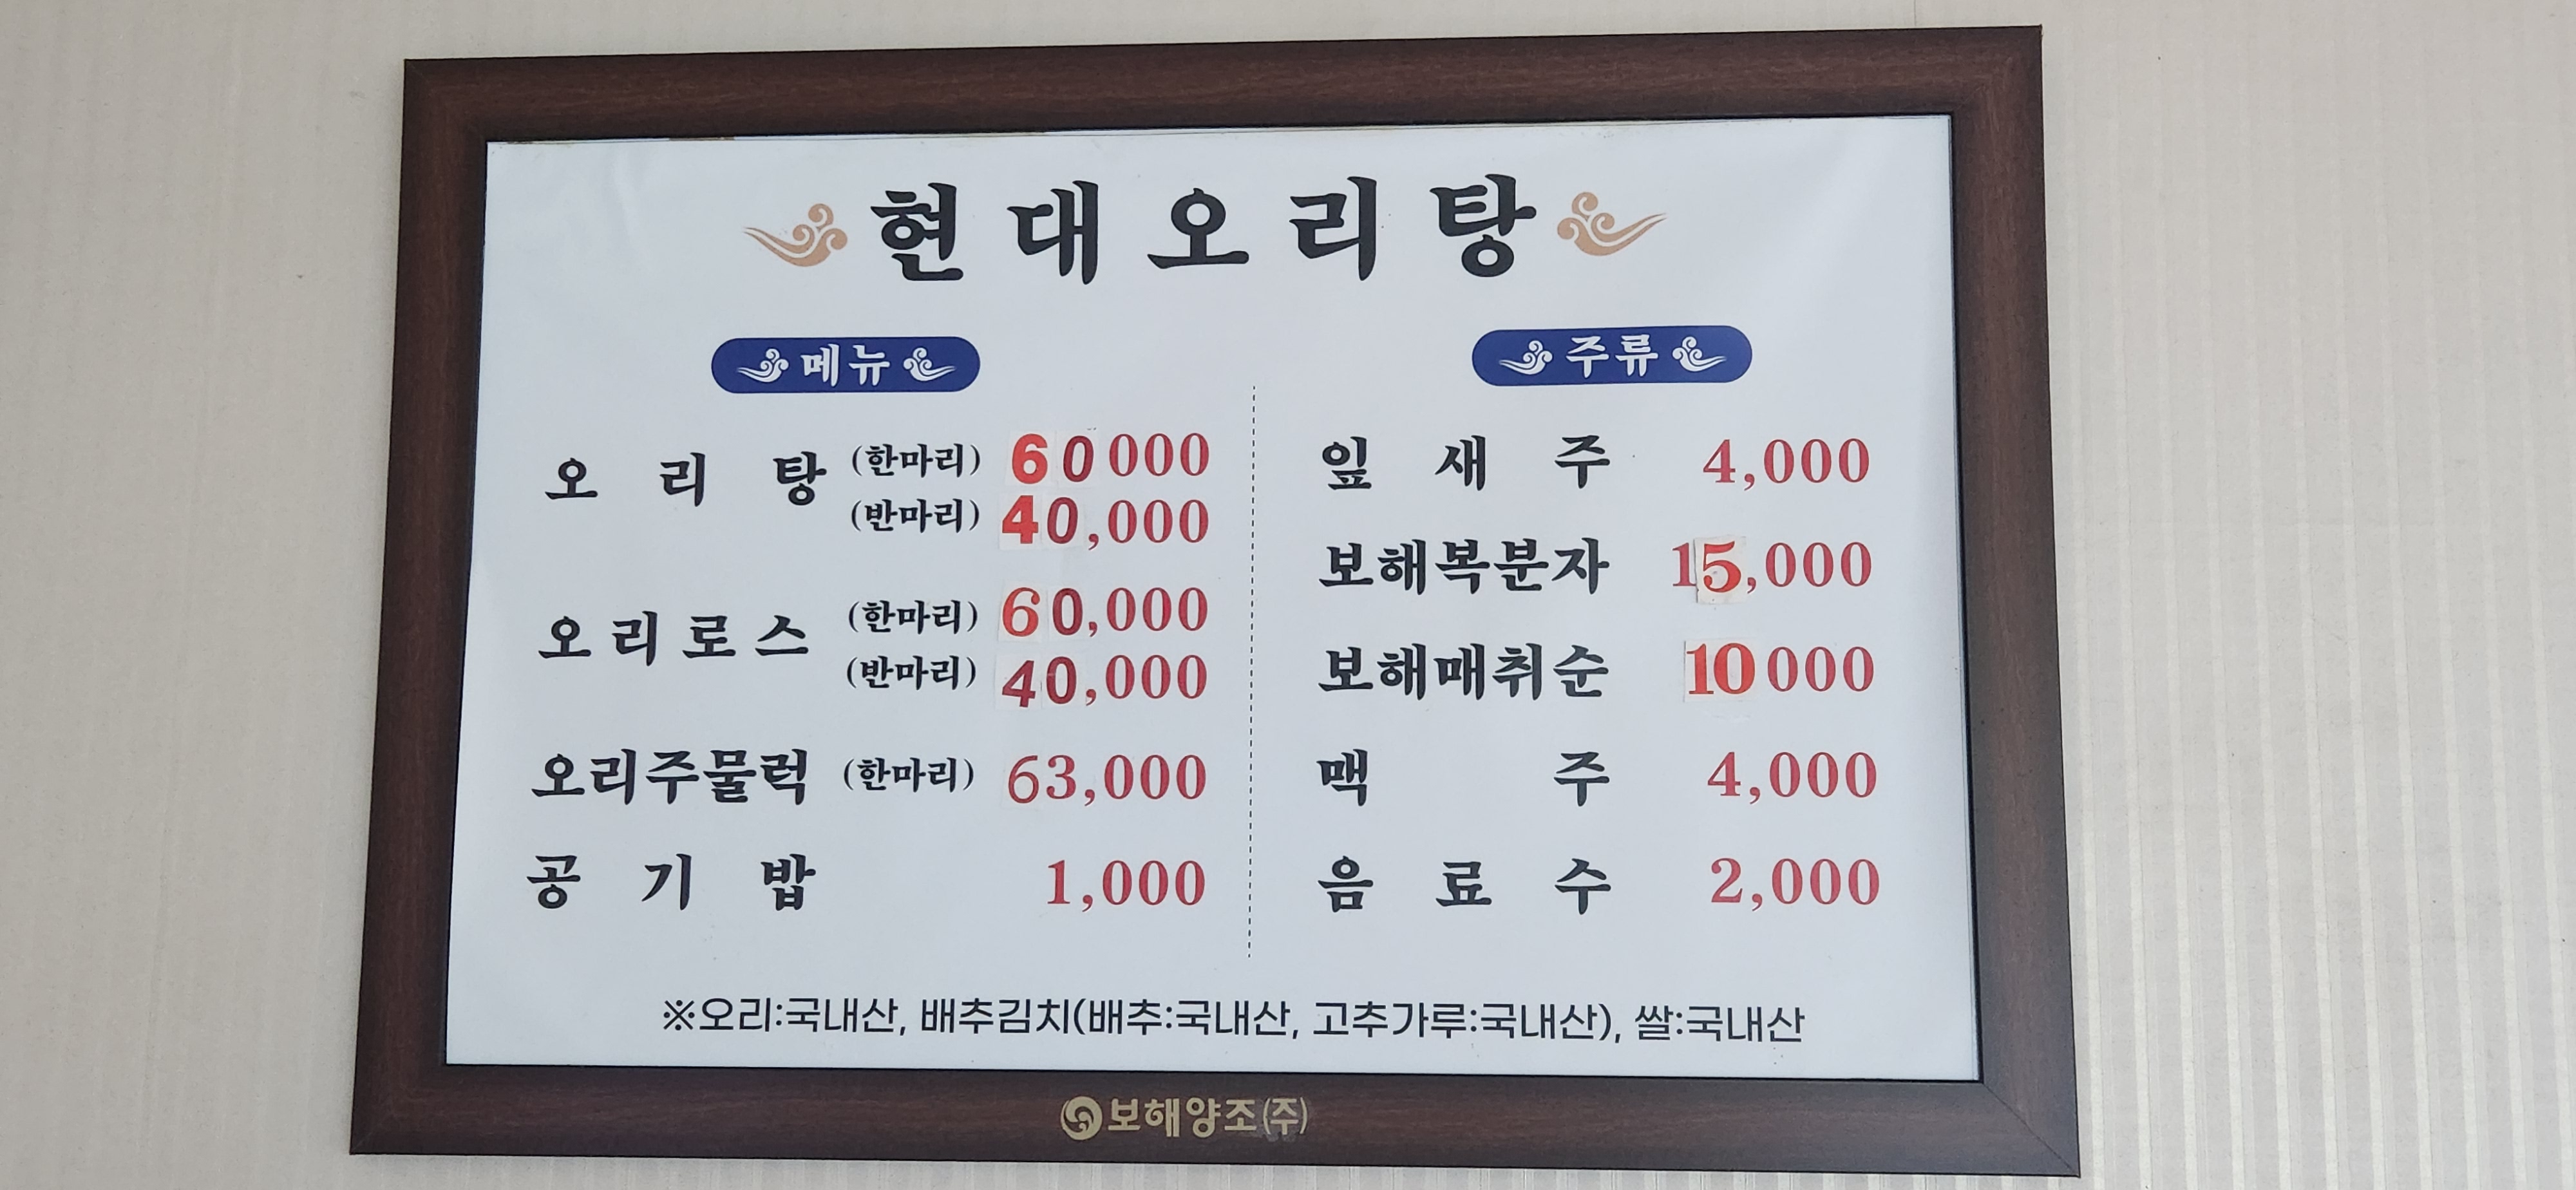 현대오리탕
메뉴
오리탕 (한마리) 60000
(반마리) 40,000
오리로스 (한마리) 60,000
(반마리) 40,000
오리주물럭 (한마리) 63,000
공기밥 1,000
주류
잎새주 4,000
보해복분자 15,000
보해매취순 10000
맥주 4,000
음료수 2,000
※오리:국내산, 배추김치(배추:국내산, 고추가루:국내산), 쌀:국내산
보해양조(주)